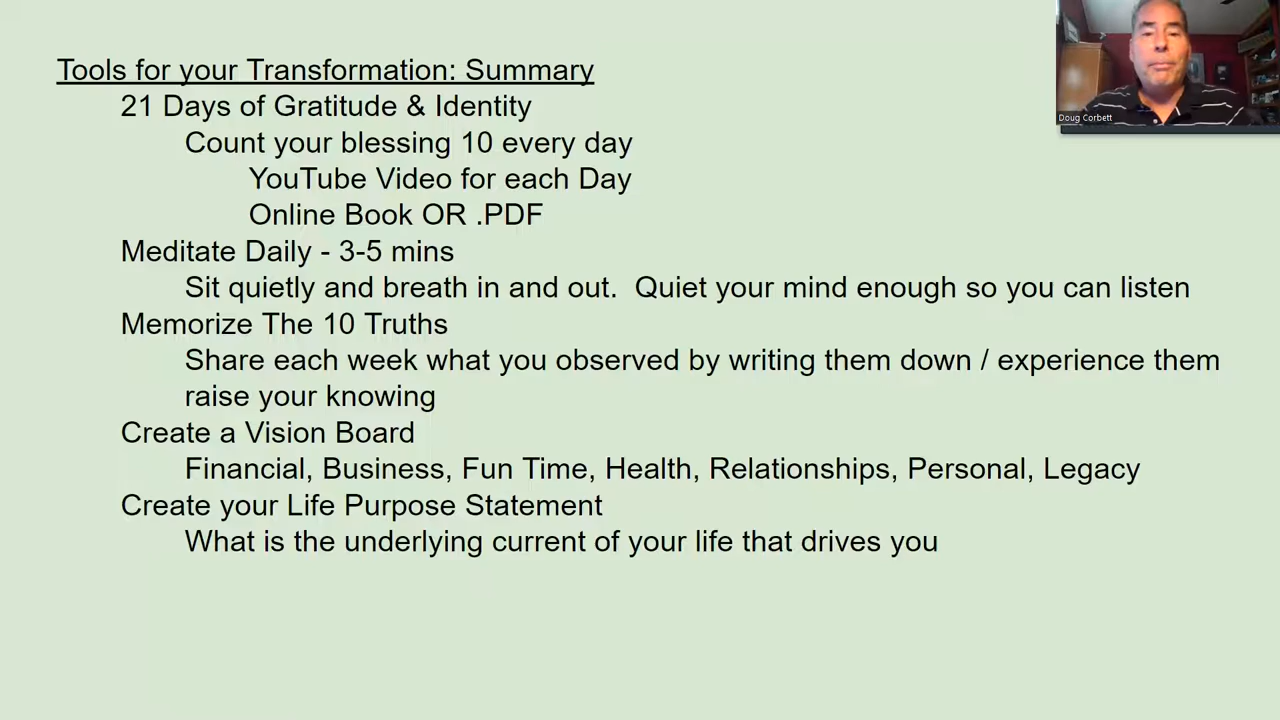 Tools for your Transformation: Summary
21 Days of Gratitude & Identity
Count your blessing 10 every day
YouTube Video for each Day
Online Book OR .PDF
Meditate Daily - 3-5 mins
Sit quietly and breath in and out.  Quiet your mind enough so you can listen
Memorize The 10 Truths
Share each week what you observed by writing them down / experience them
raise your knowing
Create a Vision Board
Financial, Business, Fun Time, Health, Relationships, Personal, Legacy
Create your Life Purpose Statement
What is the underlying current of your life that drives you
Doug Corbett